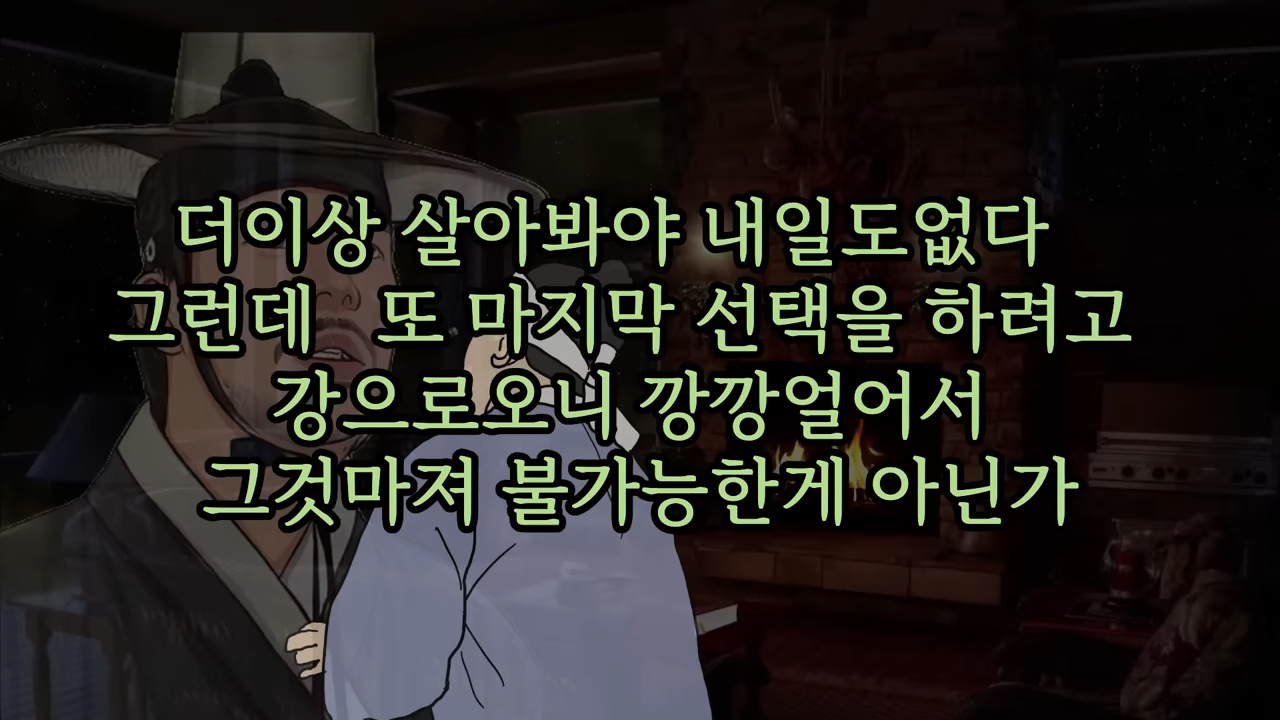 더이상 살아봐야 내일도없다
그런데 또 마지막 선택을 하려고
강으로오니 깡깡얼어서
그것마져 불가능한게 아닌가